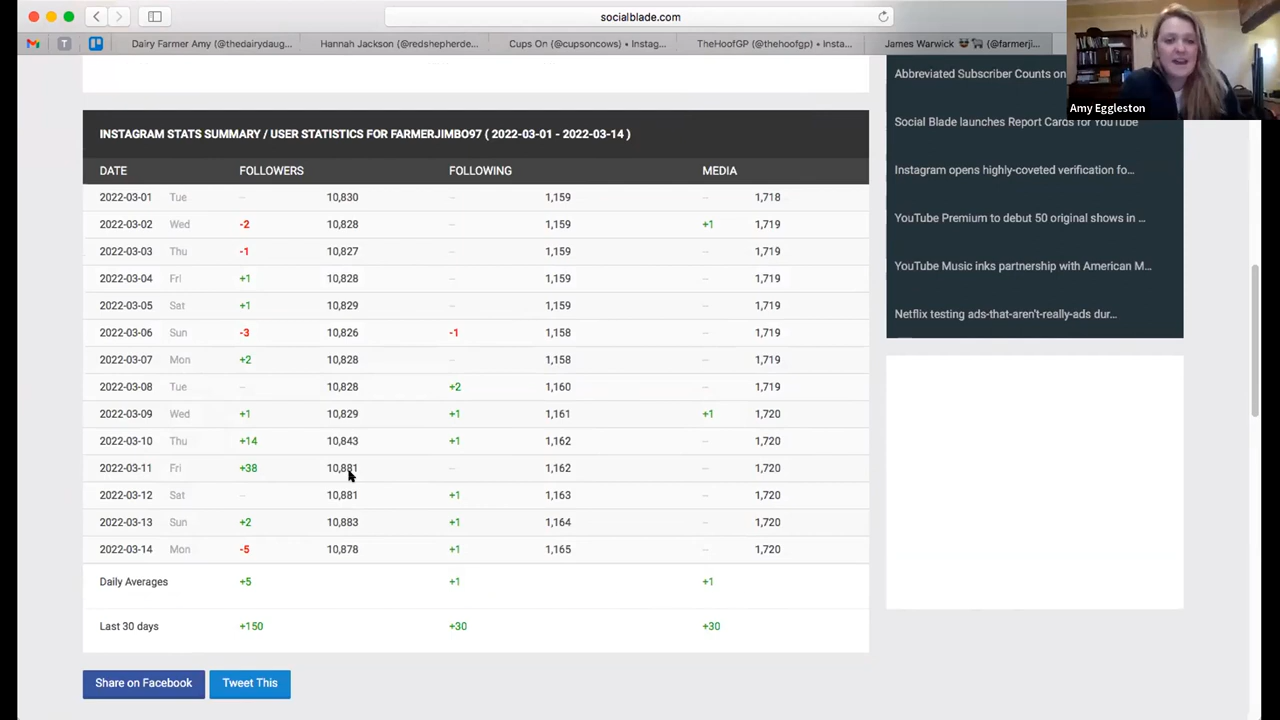 socialblade.com
T
Dairy Farmer Amy (@thedairydaug...
Hannah Jackson (@redshepherde...
Cups On (@cupsoncows) • Instag...
TheHoofGP (@thehoofgp) • Insta...
James Warwick 🐮🐄 (@farmerji...
Amy Eggleston
Abbreviated Subscriber Counts on
Social Blade launches Report Cards for YouTube
Instagram opens highly-coveted verification fo...
YouTube Premium to debut 50 original shows in ...
YouTube Music inks partnership with American M...
Netflix testing ads-that-aren't-really-ads dur...
INSTAGRAM STATS SUMMARY / USER STATISTICS FOR FARMERJIMBO97 ( 2022-03-01 - 2022-03-14 )
DATE FOLLOWERS FOLLOWING MEDIA
2022-03-01 Tue -- 10,830 -- 1,159 -- 1,718
2022-03-02 Wed -2 10,828 -- 1,159 +1 1,719
2022-03-03 Thu -1 10,827 -- 1,159 -- 1,719
2022-03-04 Fri +1 10,828 -- 1,159 -- 1,719
2022-03-05 Sat +1 10,829 -- 1,159 -- 1,719
2022-03-06 Sun -3 10,826 -1 1,158 -- 1,719
2022-03-07 Mon +2 10,828 -- 1,158 -- 1,719
2022-03-08 Tue -- 10,828 +2 1,160 -- 1,719
2022-03-09 Wed +1 10,829 +1 1,161 +1 1,720
2022-03-10 Thu +14 10,843 +1 1,162 -- 1,720
2022-03-11 Fri +38 10,881 -- 1,162 -- 1,720
2022-03-12 Sat -- 10,881 +1 1,163 -- 1,720
2022-03-13 Sun +2 10,883 +1 1,164 -- 1,720
2022-03-14 Mon -5 10,878 +1 1,165 -- 1,720
Daily Averages +5 +1 +1
Last 30 days +150 +30 +30
Share on Facebook
Tweet This